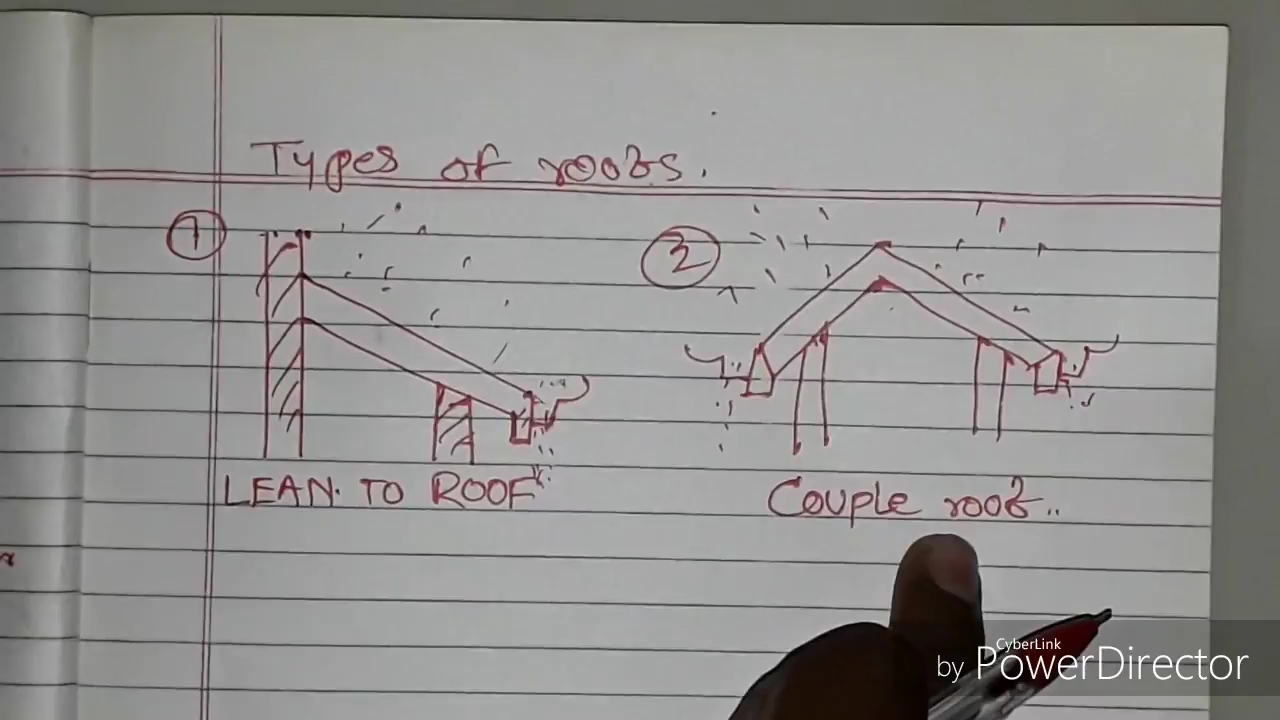 Types of roofs.
1
2
LEAN TO ROOF
Couple roof..
CyberLink
by PowerDirector